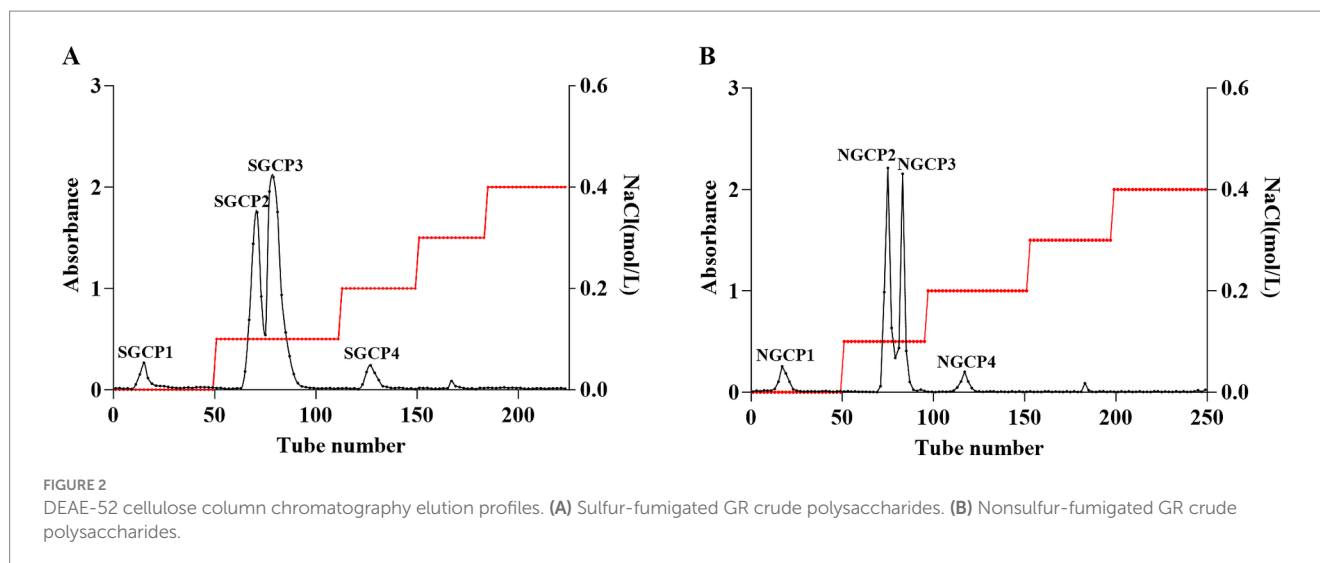 A
3
2
1
0
Absorbance
SGCP1
SGCP2
SGCP3
SGCP4
0.6
0.4
0.2
0.0
NaCl(mol/L)
0 50 100 150 200
Tube number
B
3
2
1
0
Absorbance
NGCP1
NGCP2
NGCP3
NGCP4
0.6
0.4
0.2
0.0
NaCl(mol/L)
0 50 100 150 200 250
Tube number
FIGURE 2
DEAE-52 cellulose column chromatography elution profiles. (A) Sulfur-fumigated GR crude polysaccharides. (B) Nonsulfur-fumigated GR crude
polysaccharides.